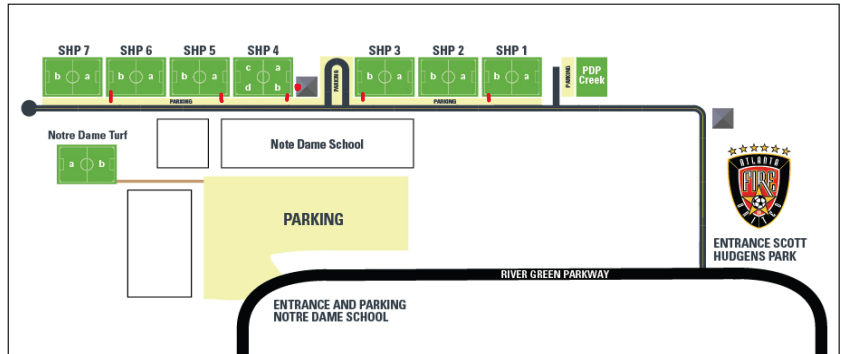 SHP 7
SHP 6
SHP 5
SHP 4
SHP 3
SHP 2
SHP 1
b a
b a
b a
c a
d b
b a
b a
b a
PARKING
PARKING
PDP
Creek
PARKING
PARKING
Notre Dame Turf
a b
Note Dame School
PARKING
ATLANTA
FIRE
UNITED
ENTRANCE SCOTT
HUDGENS PARK
RIVER GREEN PARKWAY
ENTRANCE AND PARKING
NOTRE DAME SCHOOL